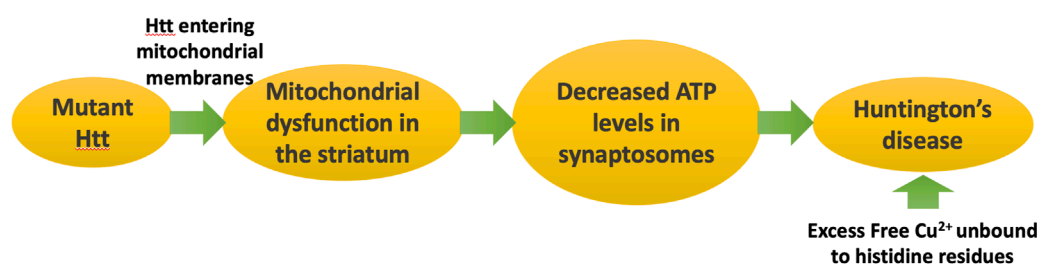 Mutant
Htt
Htt entering
mitochondrial
membranes
Mitochondrial
dysfunction in
the striatum
Decreased ATP
levels in
synaptosomes
Huntington’s
disease
Excess Free Cu²⁺ unbound
to histidine residues